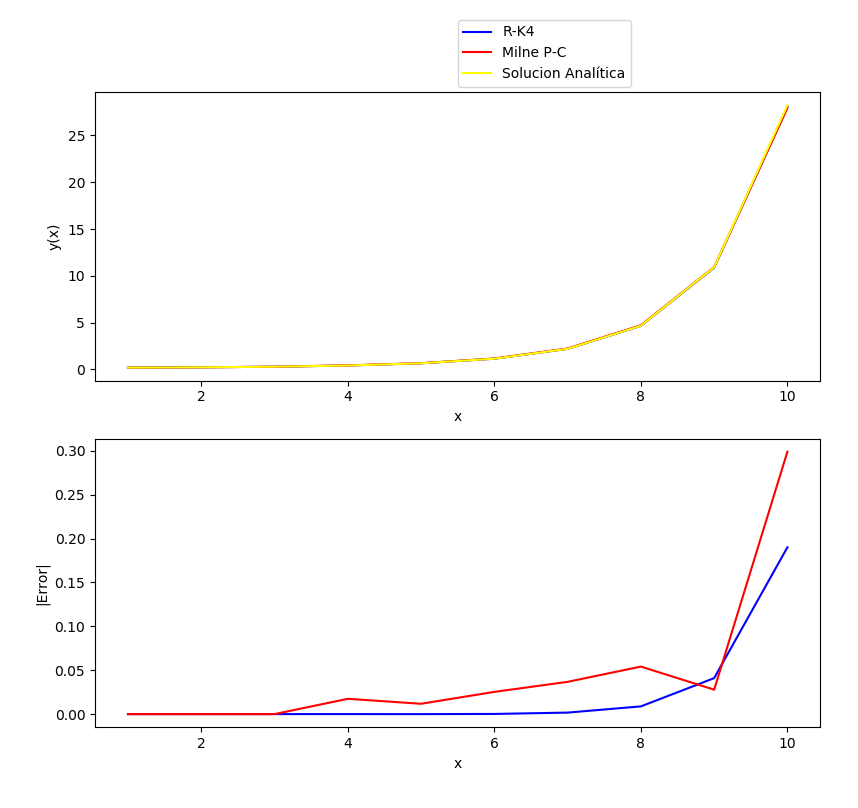 R-K4
Milne P-C
Solucion Analítica
25
20
15
10
5
0
y(x)
2 4 6 8 10
x
0.30
0.25
0.20
0.15
0.10
0.05
0.00
|Error|
2 4 6 8 10
x